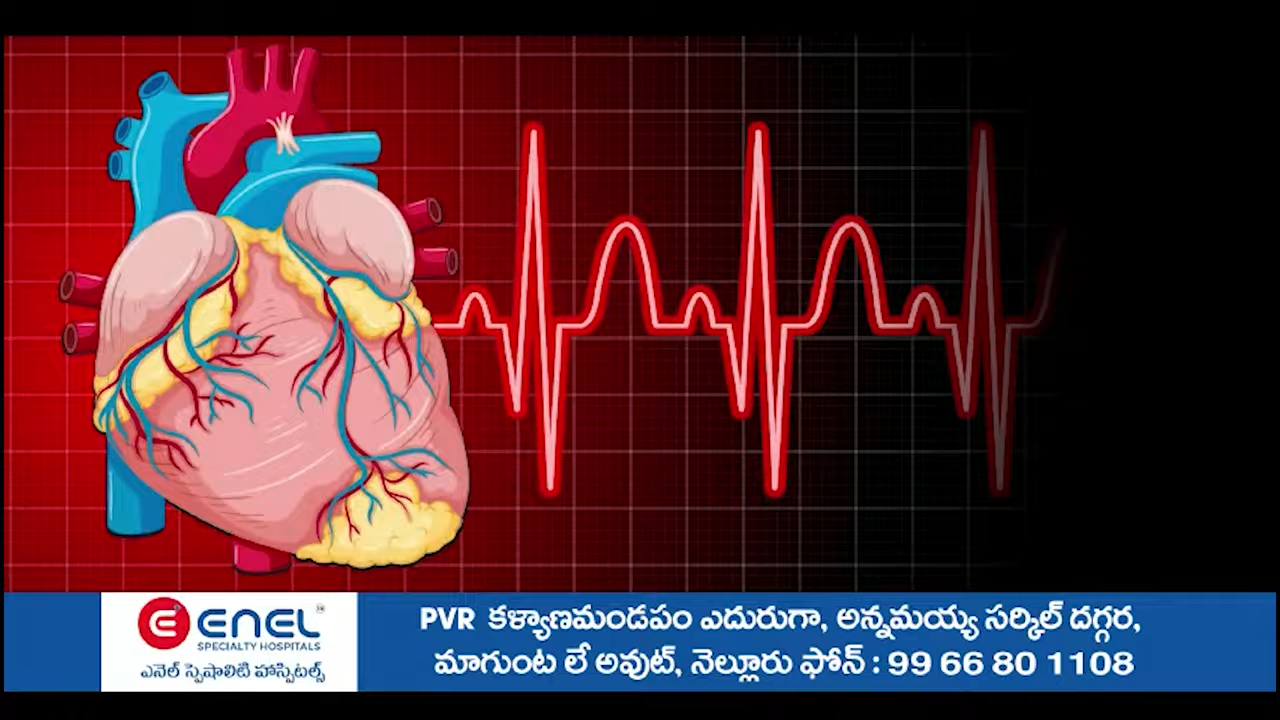 ENEL
SPECIALTY HOSPITALS
ఎనెల్ స్పెషాలిటి హాస్పిటల్స్
PVR కళ్యాణమండపం ఎదురుగా, అన్నమయ్య సర్కిల్ దగ్గర,
మాగుంట లే అవుట్, నెల్లూరు ఫోన్ : 99 66 80 1108